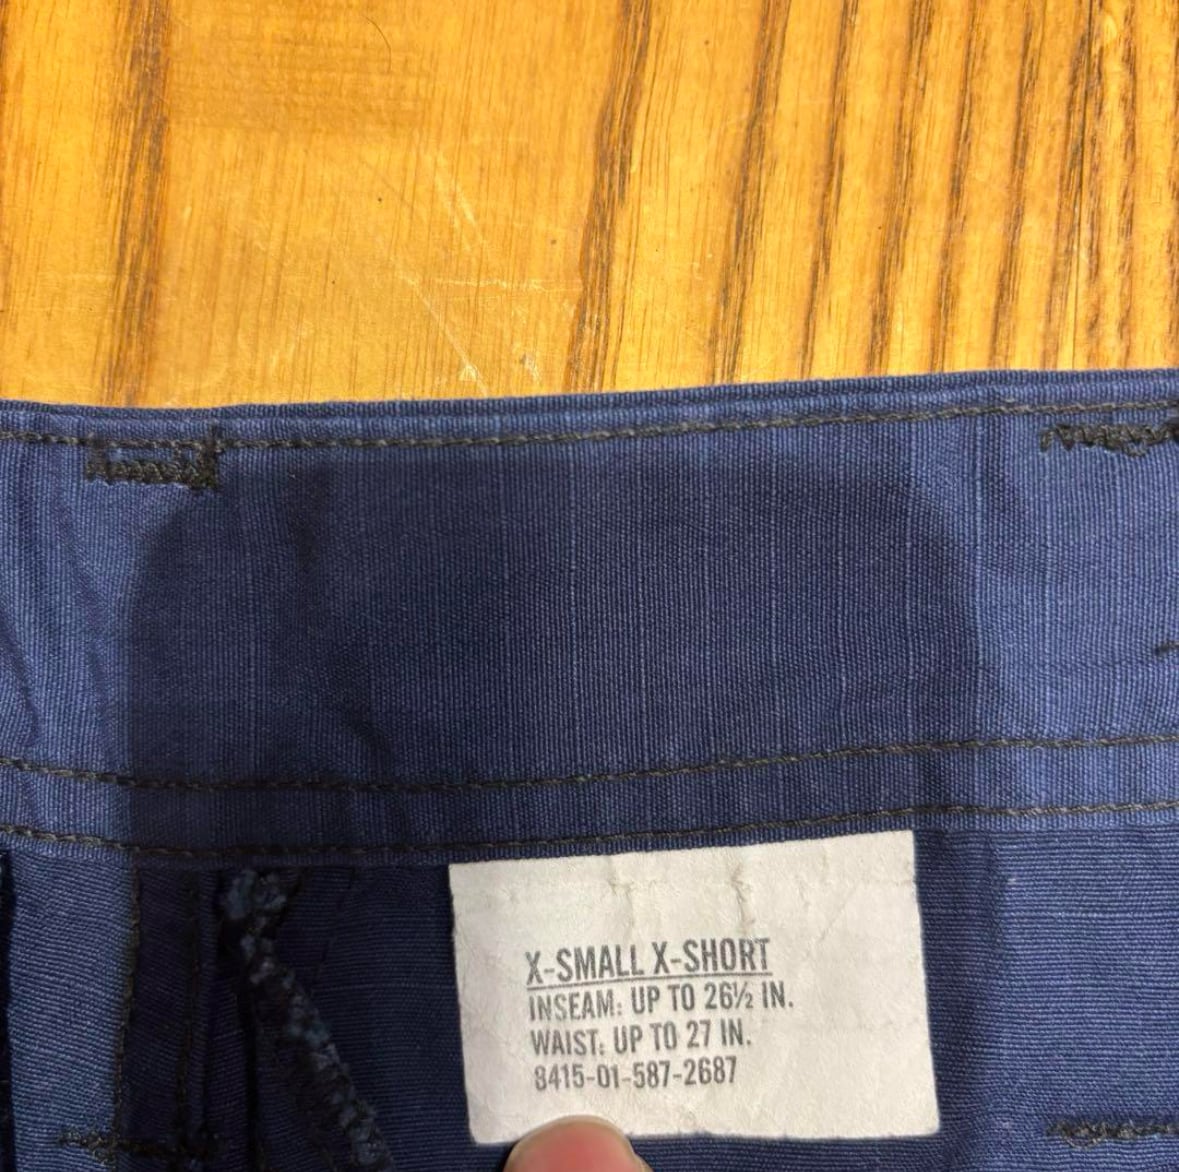 X-SMALL X-SHORT
INSEAM: UP TO 26½ IN.
WAIST: UP TO 27 IN.
8415-01-587-2687